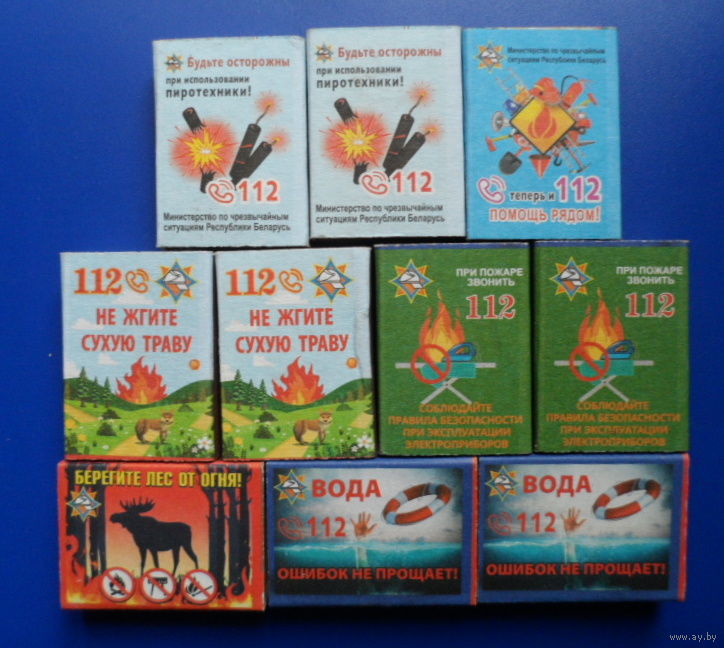 Будьте осторожны
при использовании
пиротехники!
112
Министерство по чрезвычайным
ситуациям Республики Беларусь
Будьте осторожны
при использовании
пиротехники!
112
Министерство по чрезвычайным
ситуациям Республики Беларусь
Министерство по чрезвычайным
ситуациям Республики Беларусь
теперь и 112
ПОМОЩЬ РЯДОМ!
112
НЕ ЖГИТЕ
СУХУЮ ТРАВУ
112
НЕ ЖГИТЕ
СУХУЮ ТРАВУ
ПРИ ПОЖАРЕ
ЗВОНИТЬ
112
СОБЛЮДАЙТЕ
ПРАВИЛА БЕЗОПАСНОСТИ
ПРИ ЭКСПЛУАТАЦИИ
ЭЛЕКТРОПРИБОРОВ
ПРИ ПОЖАРЕ
ЗВОНИТЬ
112
СОБЛЮДАЙТЕ
ПРАВИЛА БЕЗОПАСНОСТИ
ПРИ ЭКСПЛУАТАЦИИ
ЭЛЕКТРОПРИБОРОВ
БЕРЕГИТЕ ЛЕС ОТ ОГНЯ!
ВОДА
112
ОШИБОК НЕ ПРОЩАЕТ!
ВОДА
112
ОШИБОК НЕ ПРОЩАЕТ!
www.ay.by